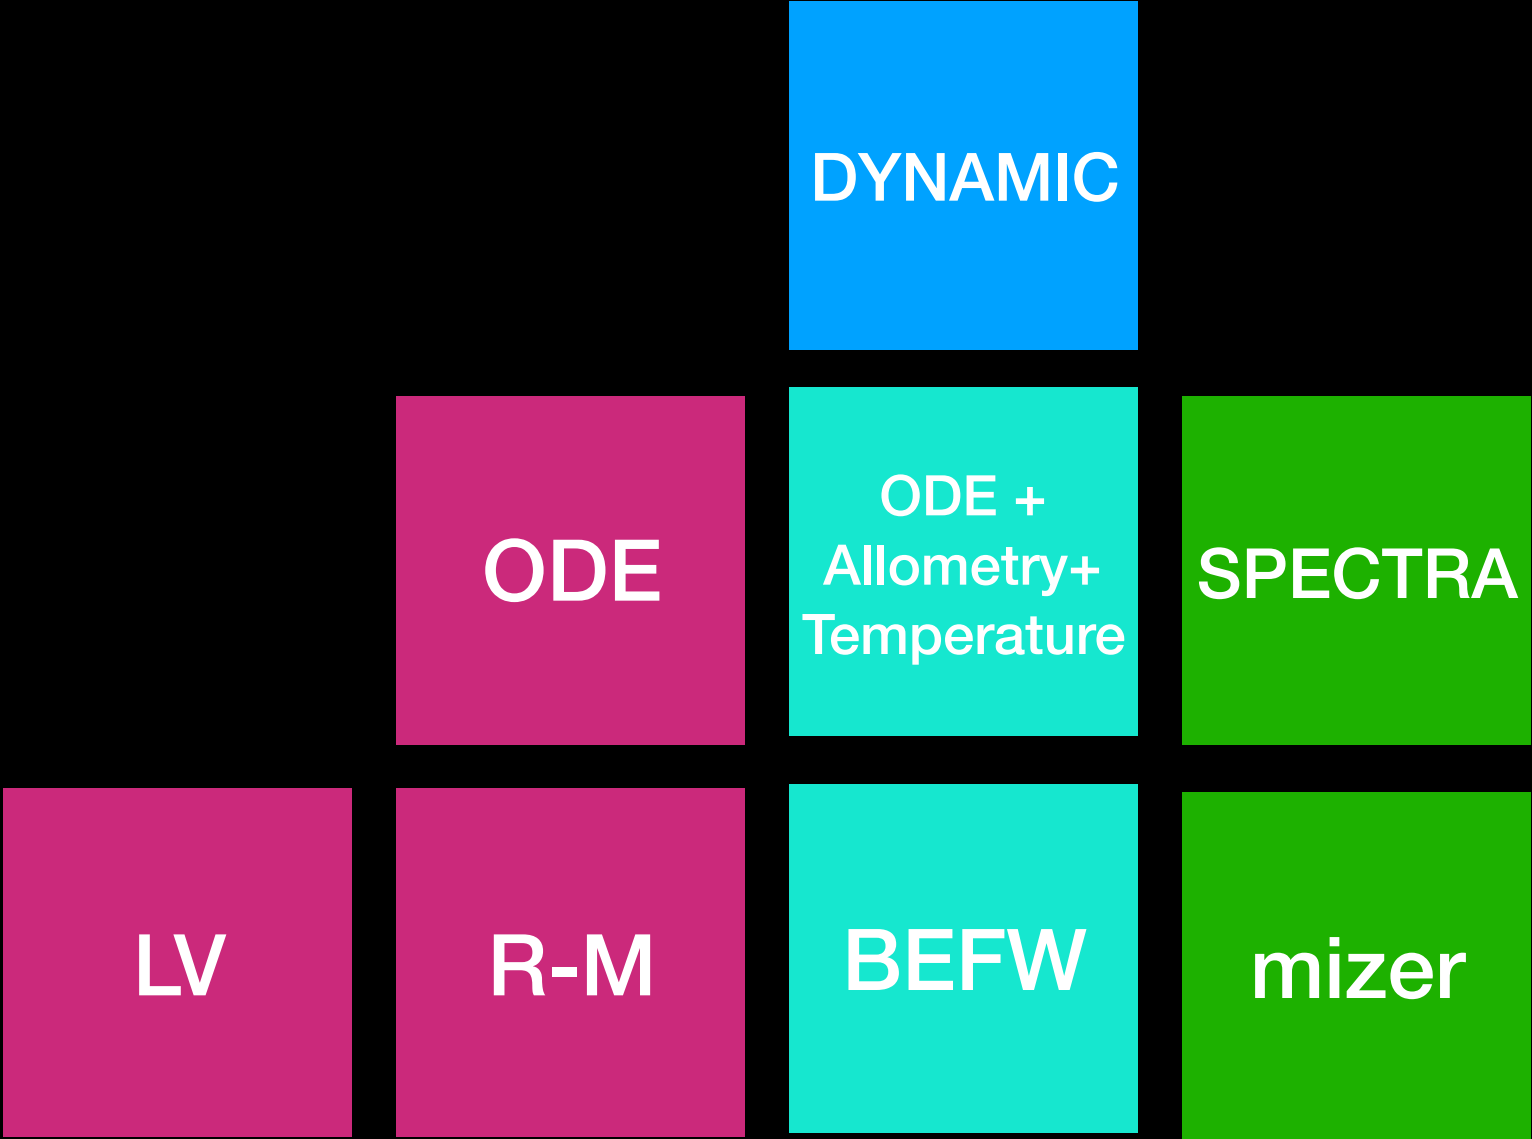 DYNAMIC
ODE
ODE +
Allometry+
Temperature
SPECTRA
LV
R-M
BEFW
mizer